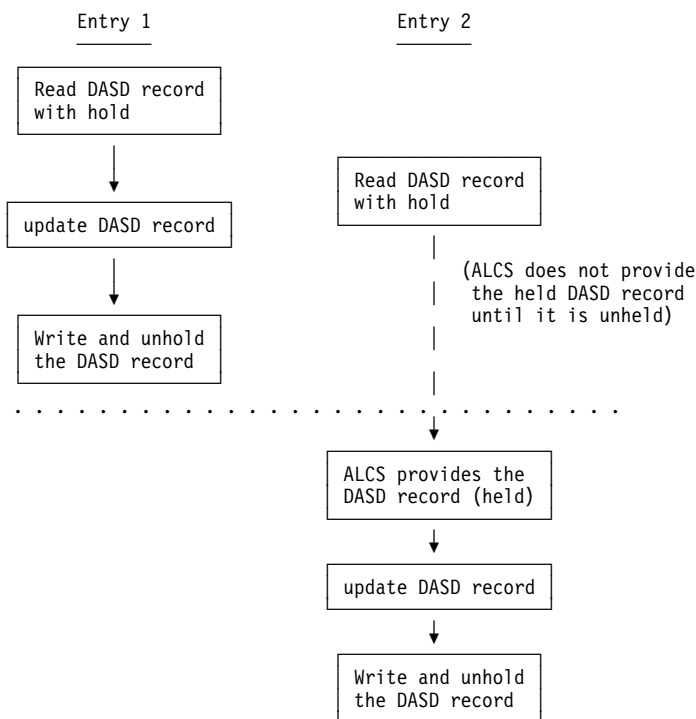 Entry 1
Entry 2
Read DASD record
with hold
update DASD record
Write and unhold
the DASD record
Read DASD record
with hold
(ALCS does not provide
the held DASD record
until it is unheld)
ALCS provides the
DASD record (held)
update DASD record
Write and unhold
the DASD record